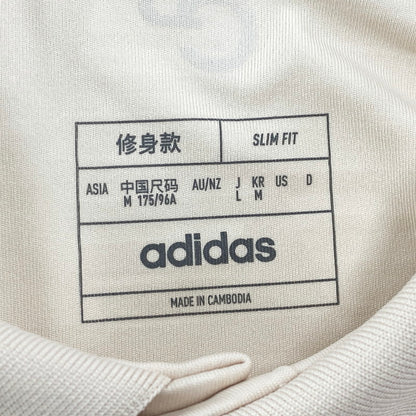 修身款 SLIM FIT
ASIA 中国尺码 AU/NZ J KR US D
M 175/96A L M
adidas
MADE IN CAMBODIA